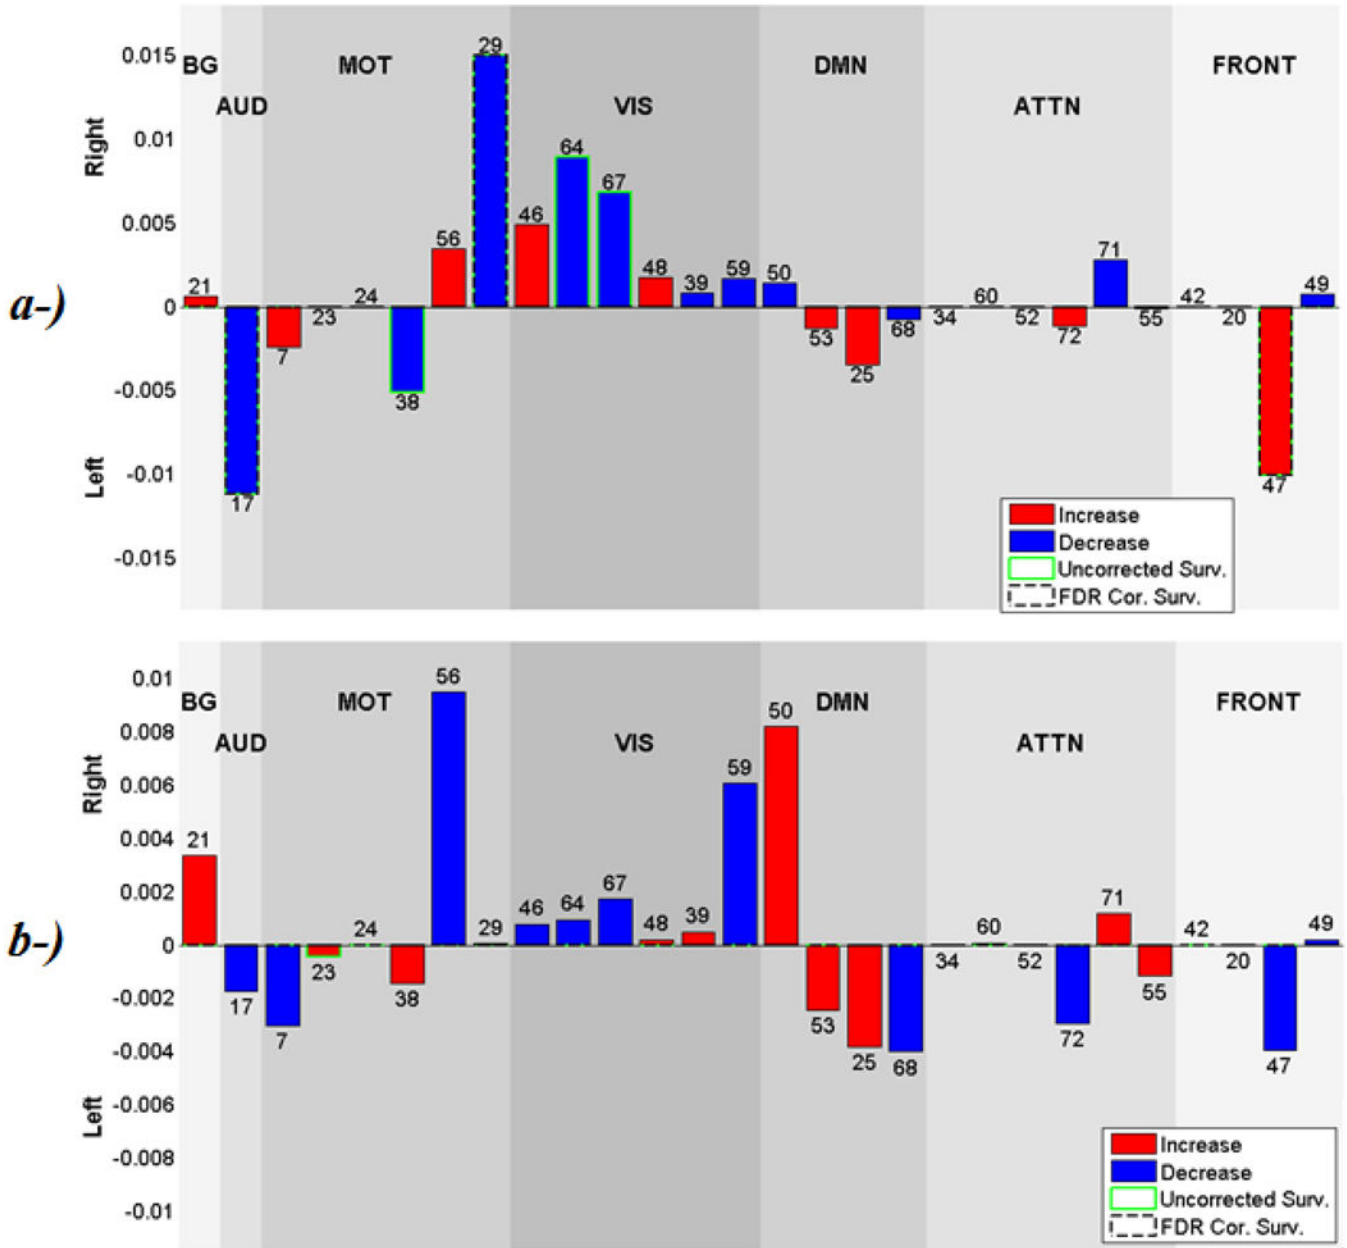 a-)
Right
Left
0.015
0.01
0.005
0
-0.005
-0.01
-0.015
BG
AUD
MOT
VIS
DMN
ATTN
FRONT
21
17
7
23
24
38
56
29
46
64
67
48
39
59
50
53
25
68
34
60
52
72
71
55
42
20
47
49
Increase
Decrease
Uncorrected Surv.
FDR Cor. Surv.
b-)
Right
Left
0.01
0.008
0.006
0.004
0.002
0
-0.002
-0.004
-0.006
-0.008
-0.01
BG
AUD
MOT
VIS
DMN
ATTN
FRONT
21
17
7
23
24
38
56
29
46
64
67
48
39
59
50
53
25
68
34
60
52
72
71
55
42
20
47
49
Increase
Decrease
Uncorrected Surv.
FDR Cor. Surv.